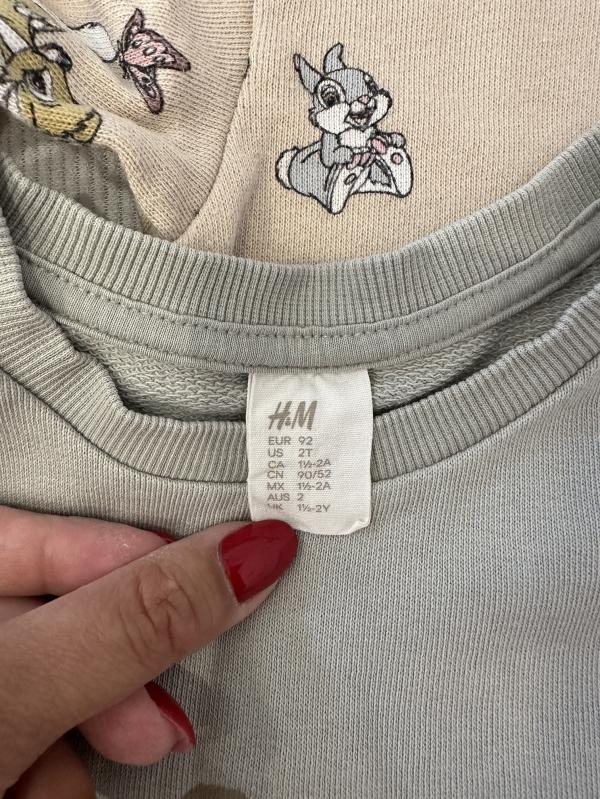 H&M
EUR 92
US 2T
CA 1½-2A
CN 90/52
MX 1½-2A
AUS 2
UK 1½-2Y